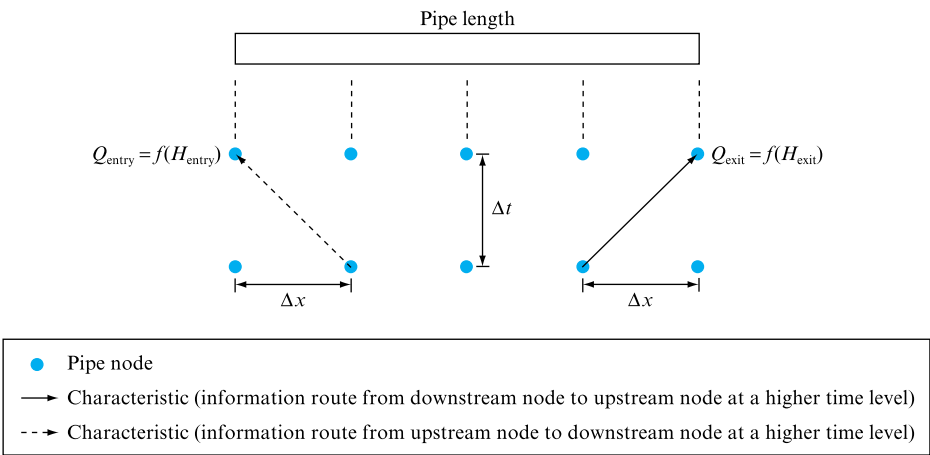 Pipe length
Q_entry = f(H_entry)
Q_exit = f(H_exit)
Δt
Δx
Δx
Pipe node
Characteristic (information route from downstream node to upstream node at a higher time level)
Characteristic (information route from upstream node to downstream node at a higher time level)